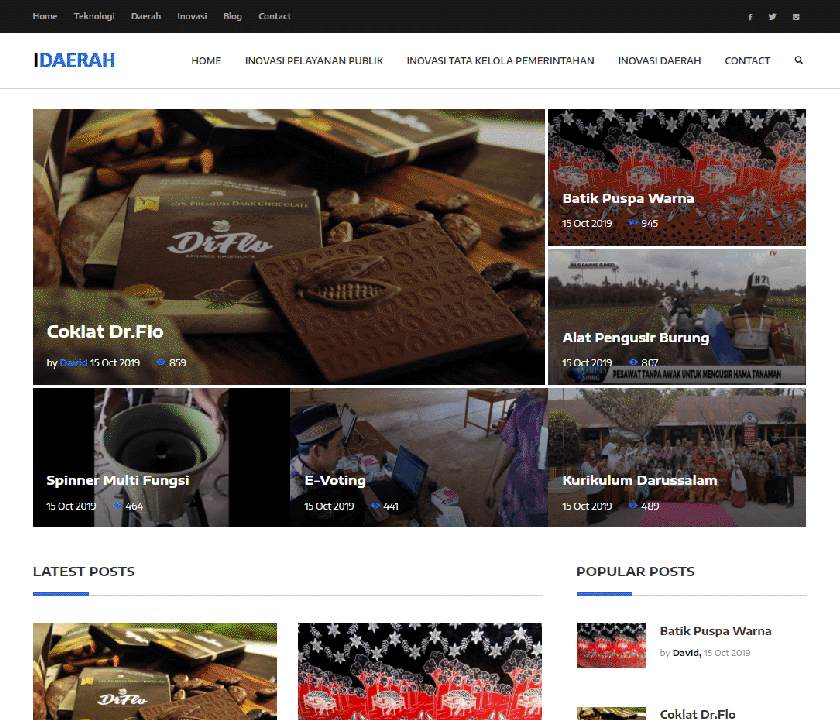 Home Teknologi Daerah Inovasi Blog Contact
IDAERAH
HOME INOVASI PELAYANAN PUBLIK INOVASI TATA KELOLA PEMERINTAHAN INOVASI DAERAH CONTACT
DrFlo
Coklat Dr.Flo
by David 15 Oct 2019 859
Batik Puspa Warna
15 Oct 2019 945
Alat Pengusir Burung
15 Oct 2019 807
PESAWAT TANPA AWAK UNTUK MENGUSIR HAMA TANAMAN
Spinner Multi Fungsi
15 Oct 2019 464
E-Voting
15 Oct 2019 441
Kurikulum Darussalam
15 Oct 2019 489
LATEST POSTS
POPULAR POSTS
DrFlo
Batik Puspa Warna
by David, 15 Oct 2019
Coklat Dr.Flo